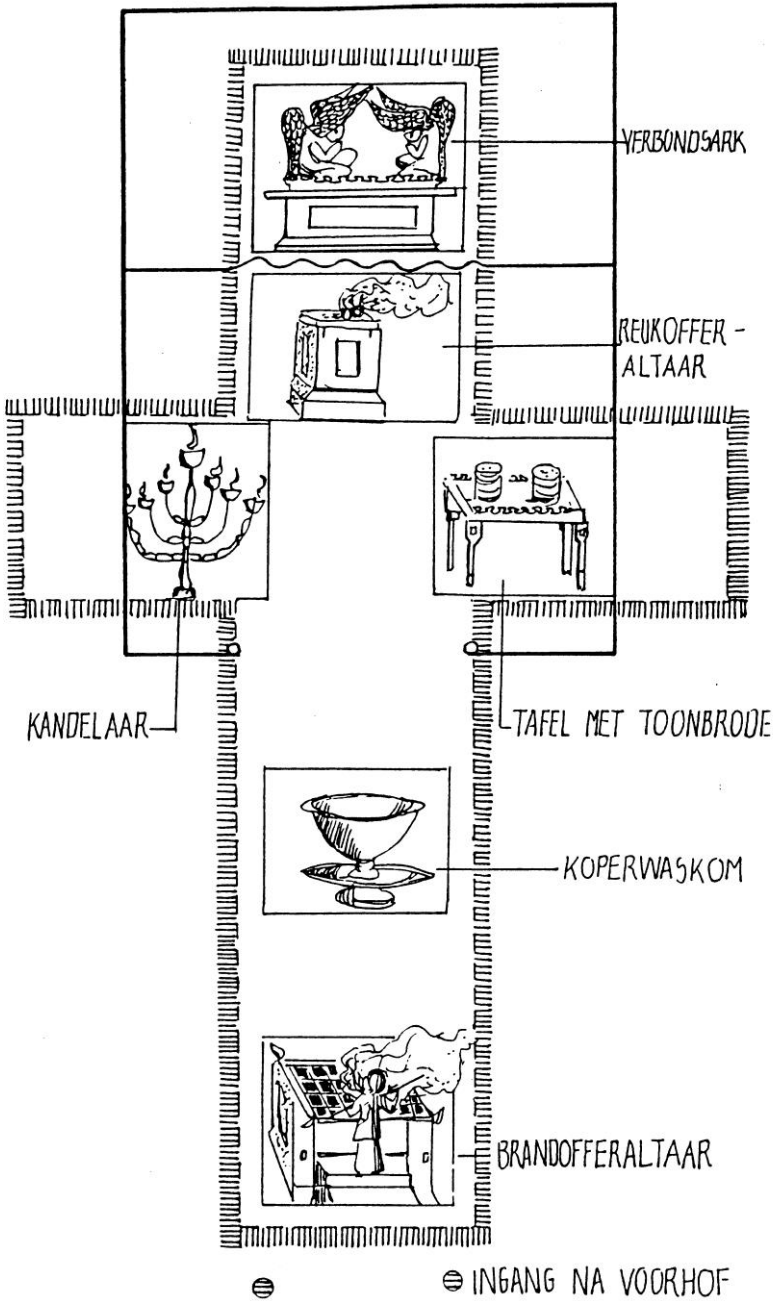 VERBONDSARK
REUKOFFER-
ALTAAR
KANDELAAR
TAFEL MET TOONBRODE
KOPERWASKOM
BRANDOFFERALTAAR
INGANG NA VOORHOF